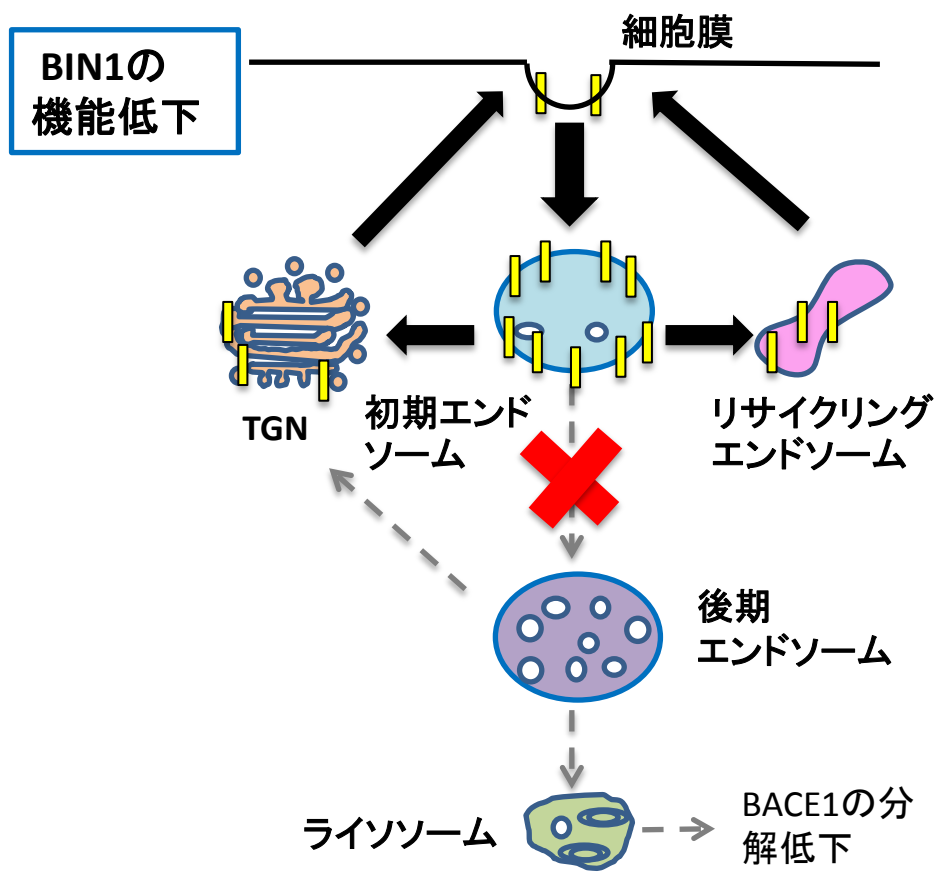 細胞膜
BIN1の
機能低下
TGN
初期エンド
ソーム
リサイクリング
エンドソーム
後期
エンドソーム
ライソソーム
BACE1の分
解低下